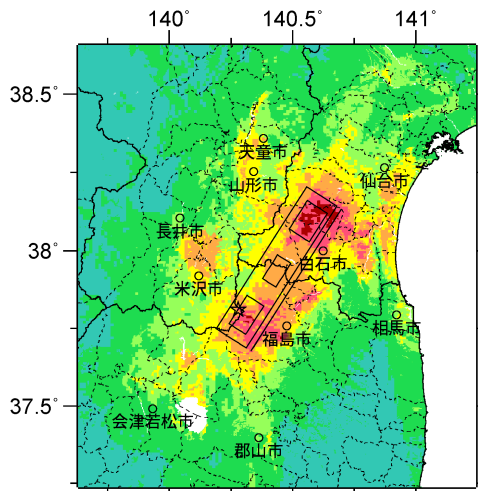 140° 140.5° 141°
38.5°
天童市
山形市
仙台市
長井市
38°
白石市
米沢市
相馬市
福島市
37.5°
会津若松市
郡山市